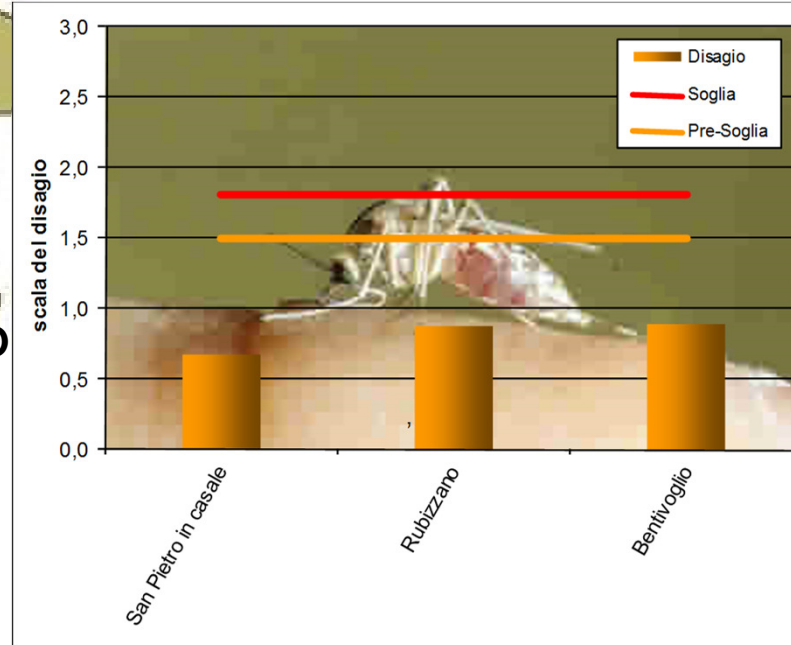 3,0
2,5
2,0
1,5
1,0
0,5
0,0
scala del disagio
Disagio
Soglia
Pre-Soglia
,
San Pietro in casale
Rubizzano
Bentivoglio